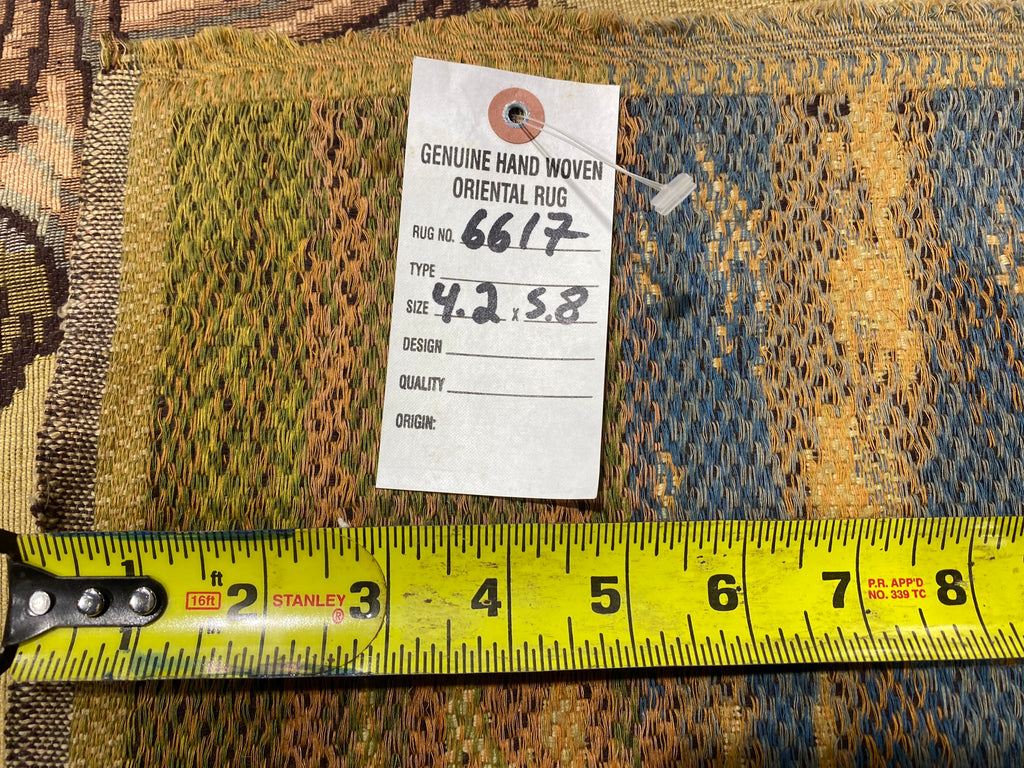 GENUINE HAND WOVEN
ORIENTAL RUG
RUG NO. 6617
TYPE
SIZE 4.2 x 5.8
DESIGN
QUALITY
ORIGIN:
1 ft 2 3 4 5 6 7 8
16ft STANLEY®
P.R. APP'D
NO. 339 TC
1